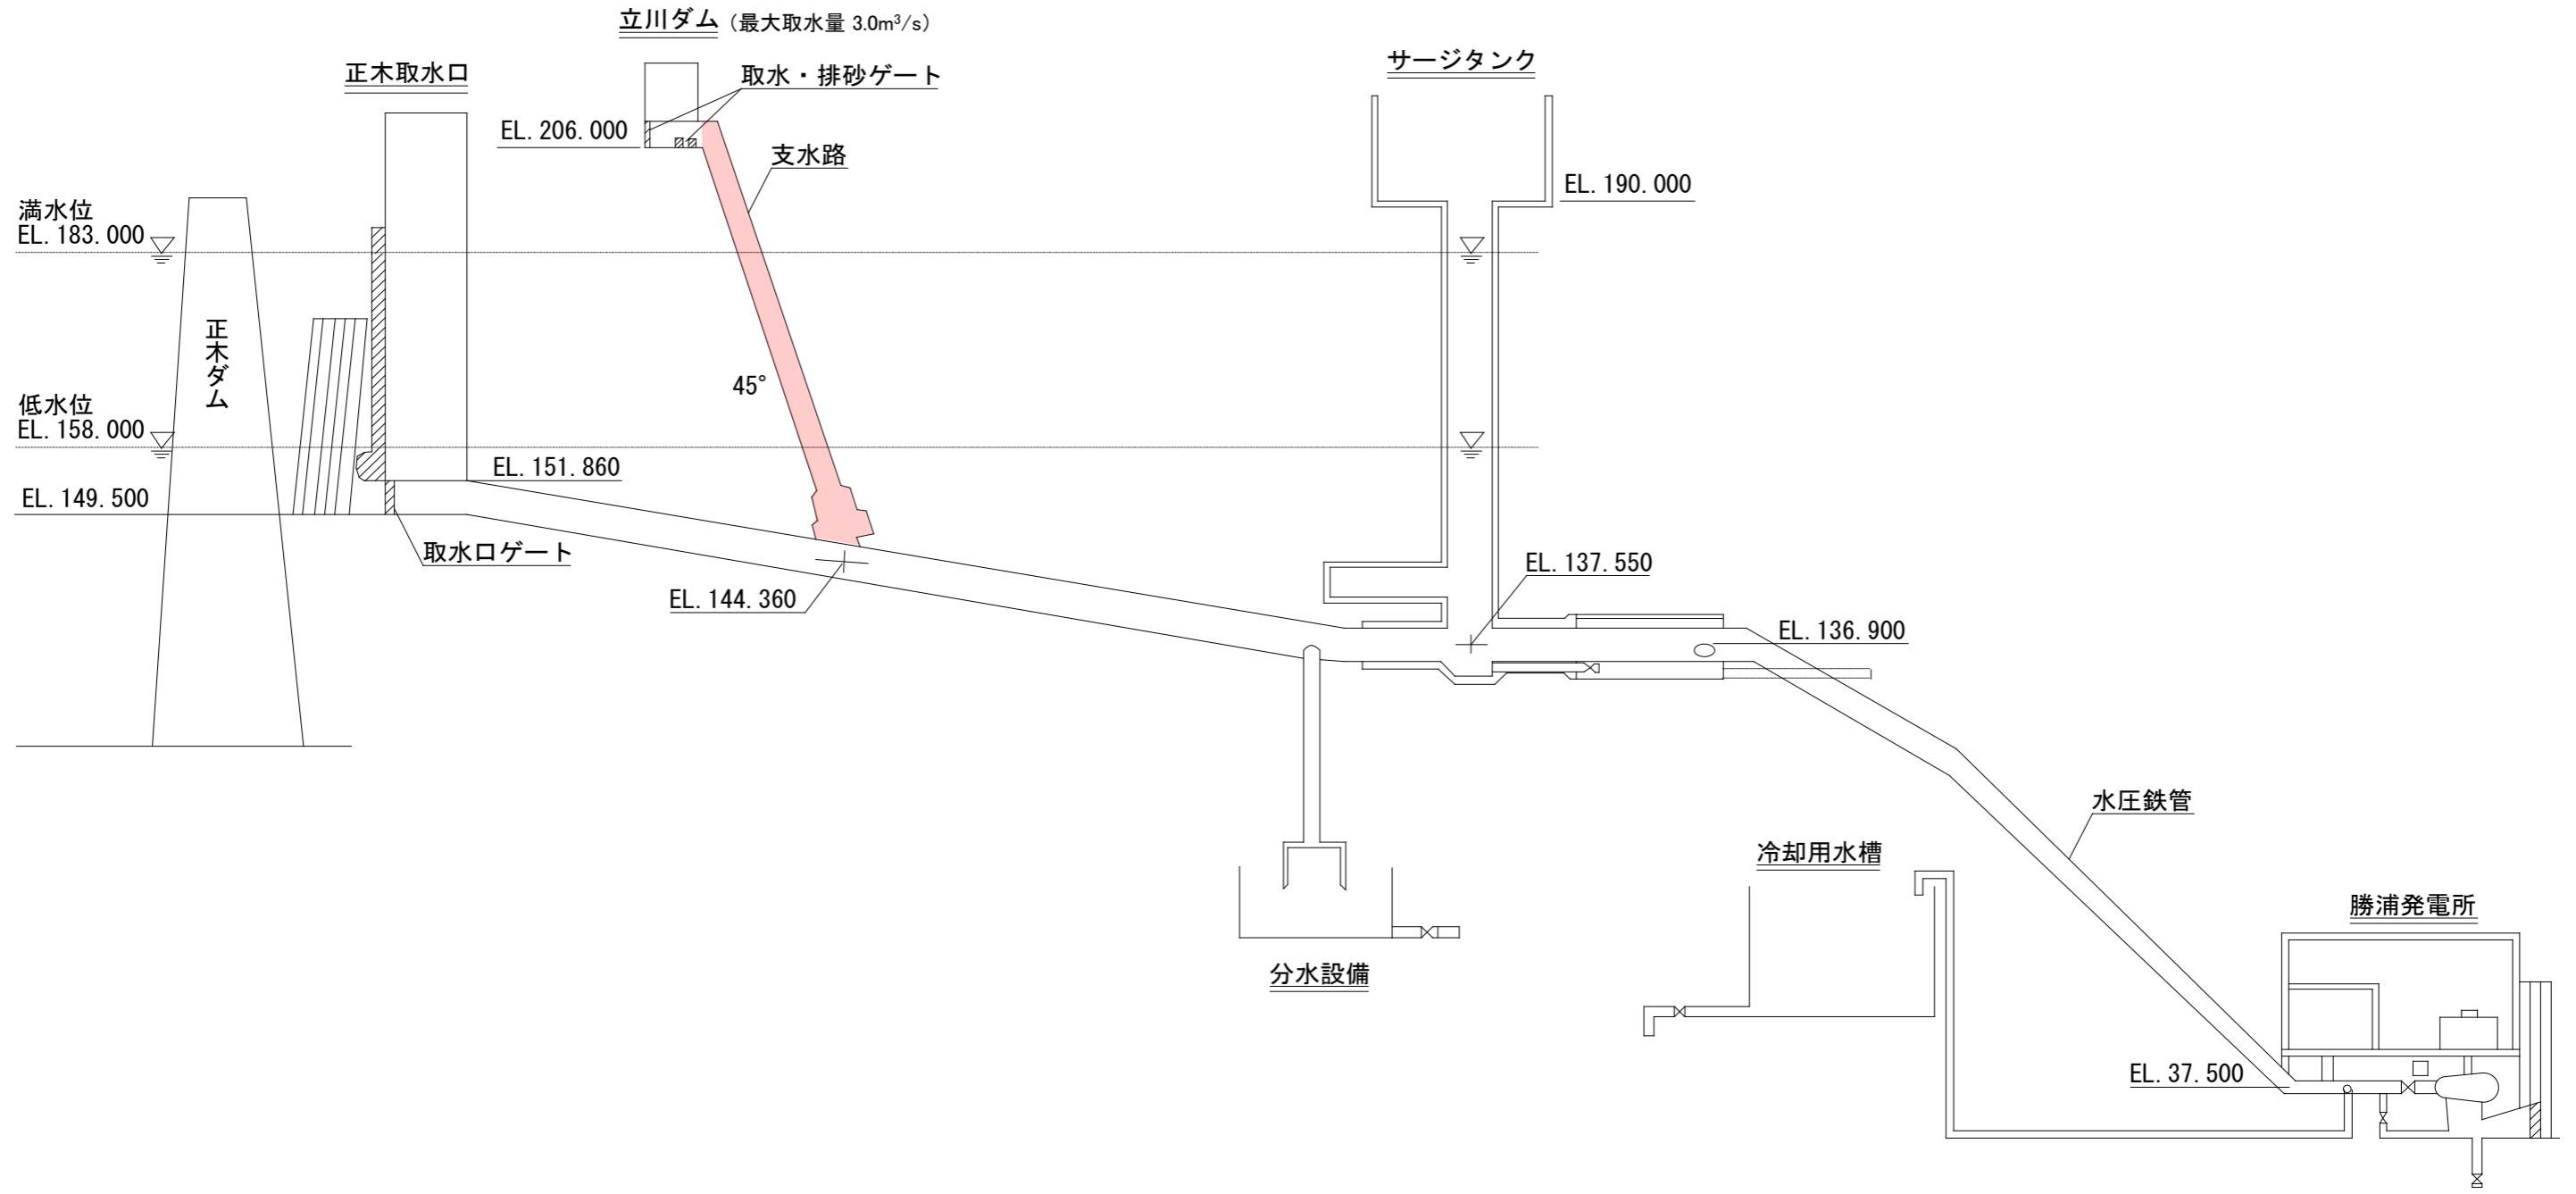 立川ダム（最大取水量 3.0m³/s）
サージタンク
正木取水口
取水・排砂ゲート
EL. 206.000
支水路
EL. 190.000
満水位
EL. 183.000
正木ダム
45°
低水位
EL. 158.000
EL. 151.860
EL. 149.500
取水口ゲート
EL. 137.550
EL. 144.360
EL. 136.900
水圧鉄管
冷却用水槽
勝浦発電所
分水設備
EL. 37.500